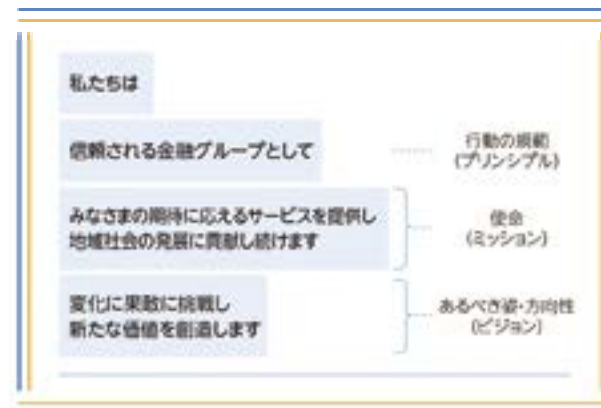 私たちは
信頼される金融グループとして
行動の規範
(プリンシプル)
みなさまの期待に応えるサービスを提供し
地域社会の発展に貢献し続けます
使命
(ミッション)
変化に果敢に挑戦し
新たな価値を創造します
あるべき姿・方向性
(ビジョン)